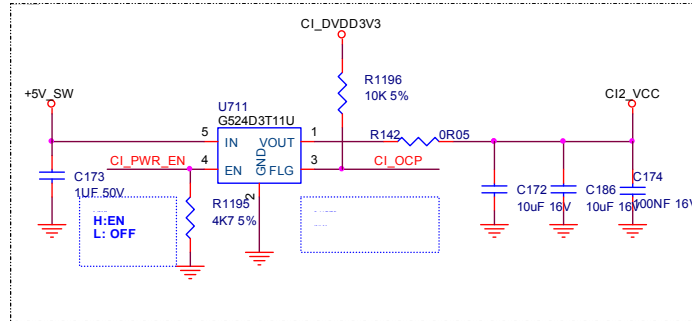 CI_DVDD3V3
+5V_SW
R1196
10K 5%
CI2_VCC
U711
G524D3T11U
5
IN
VOUT
1
R142
0R05
CI_PWR_EN
4
EN
GND
FLG
3
CI_OCP
2
C173
1UF 50V
R1195
4K7 5%
H:EN
L: OFF
C172
10uF 16V
C186
10uF 16V
C174
100NF 16V